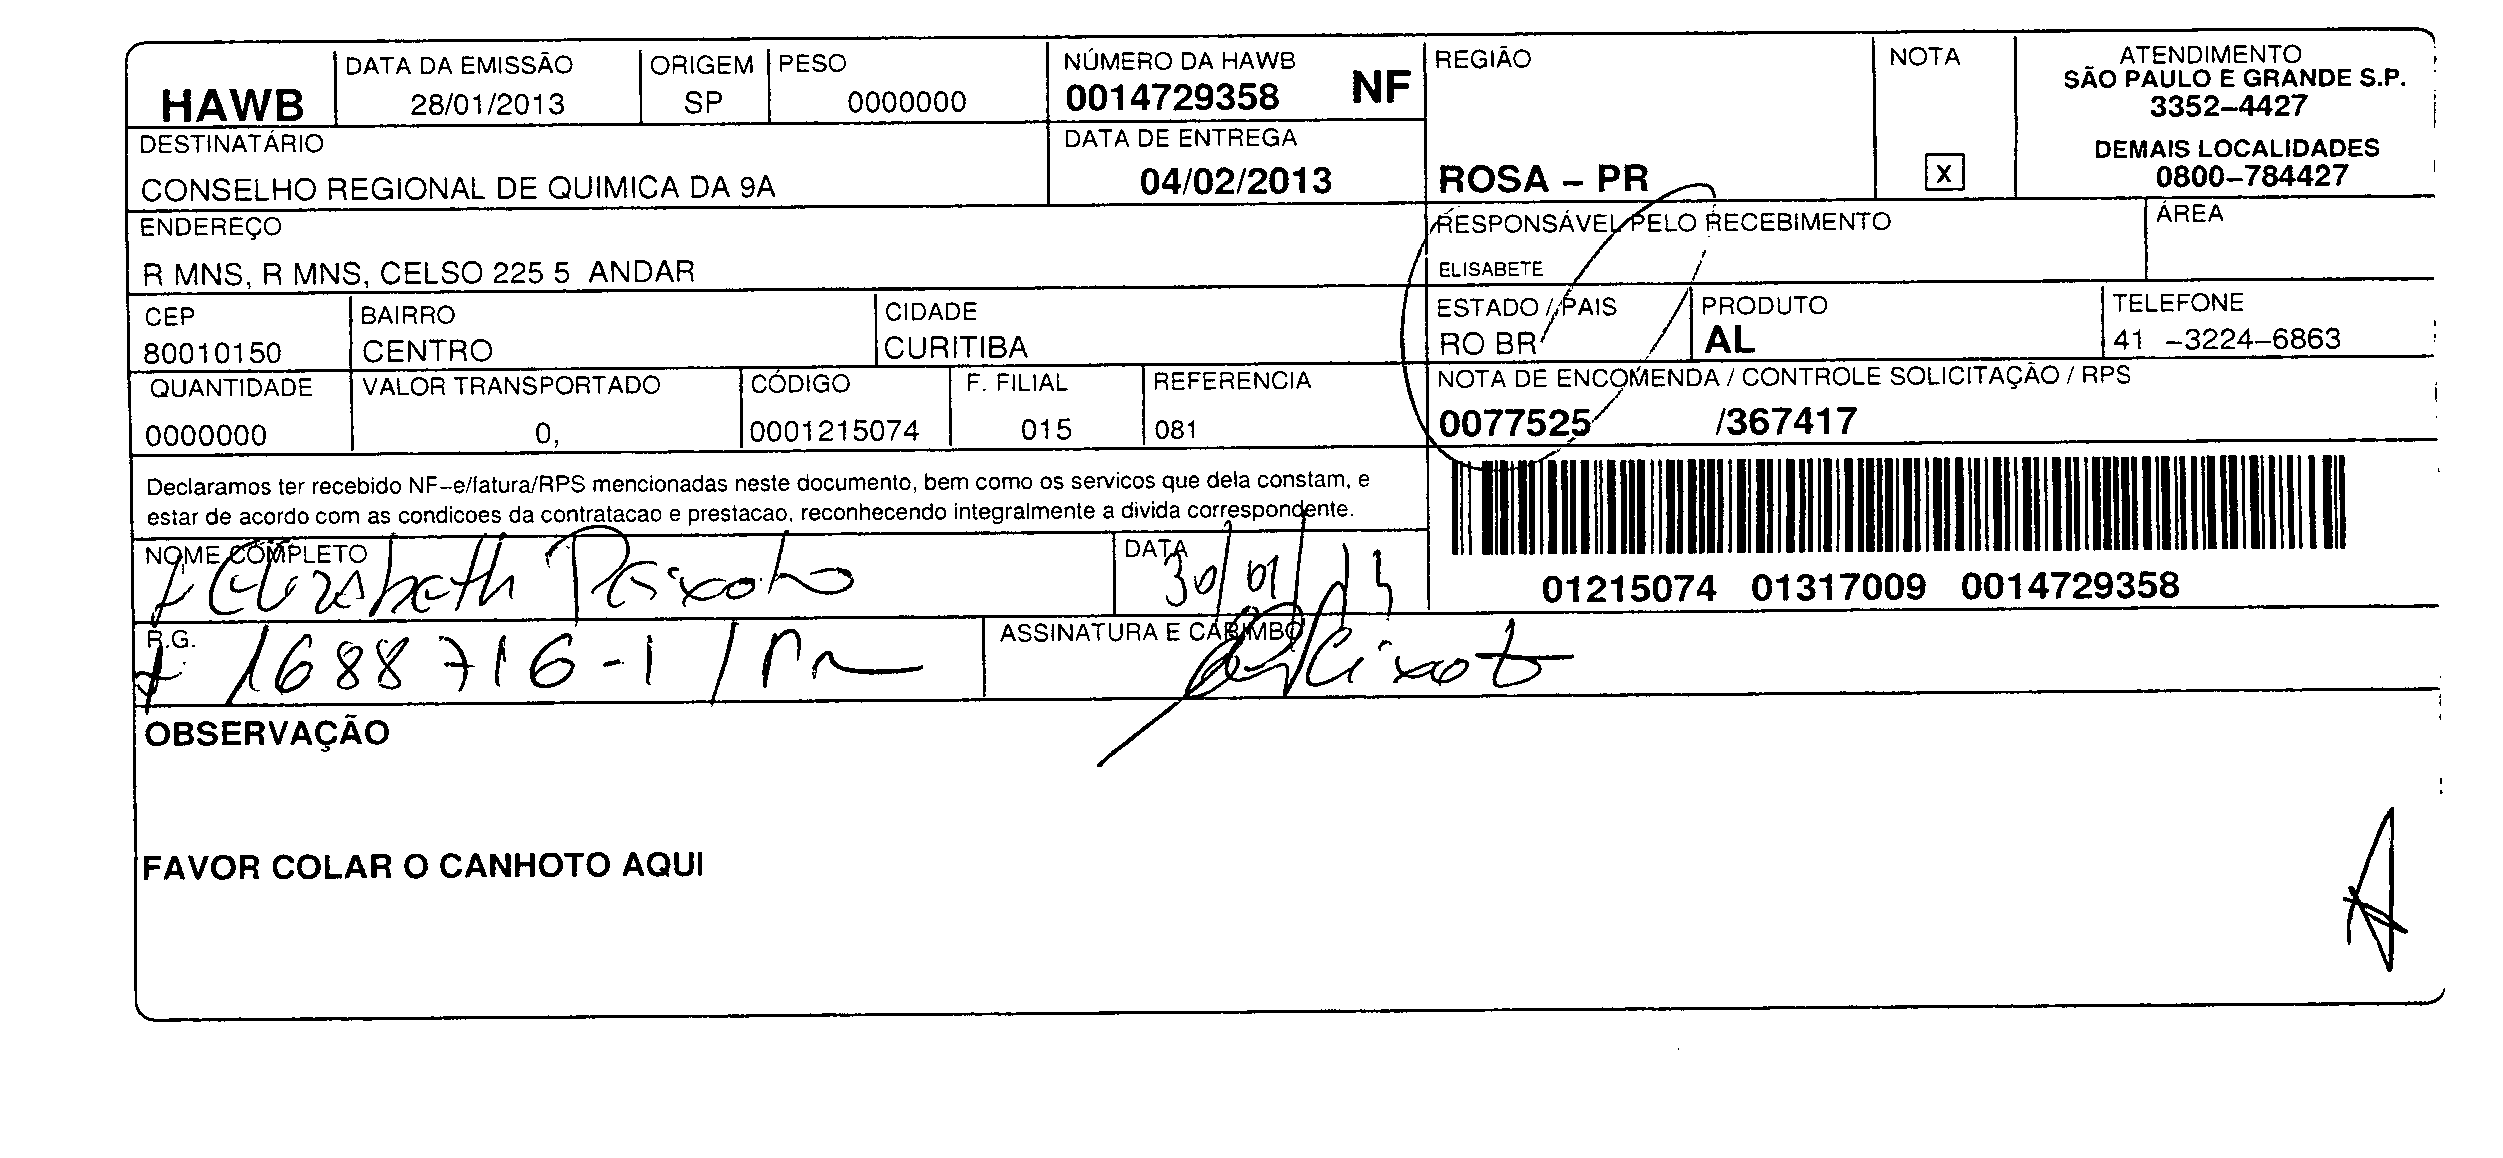 HAWB
DATA DA EMISSÃO
28/01/2013
ORIGEM
SP
PESO
0000000
NÚMERO DA HAWB
0014729358 NF
REGIÃO
ROSA – PR
NOTA
X
ATENDIMENTO
SÃO PAULO E GRANDE S.P.
3352–4427
DEMAIS LOCALIDADES
0800–784427
DESTINATÁRIO
CONSELHO REGIONAL DE QUIMICA DA 9A
DATA DE ENTREGA
04/02/2013
ENDEREÇO
R MNS, R MNS, CELSO 225 5 ANDAR
RESPONSÁVEL PELO RECEBIMENTO
ELISABETE
ÁREA
CEP
80010150
BAIRRO
CENTRO
CIDADE
CURITIBA
ESTADO / PAIS
RO BR
PRODUTO
AL
TELEFONE
41 –3224–6863
QUANTIDADE
0000000
VALOR TRANSPORTADO
0,
CÓDIGO
0001215074
F. FILIAL
015
REFERENCIA
081
NOTA DE ENCOMENDA / CONTROLE SOLICITAÇÃO / RPS
0077525 /367417
Declaramos ter recebido NF–e/fatura/RPS mencionadas neste documento, bem como os servicos que dela constam, e
estar de acordo com as condicoes da contratacao e prestacao, reconhecendo integralmente a divida correspondente.
01215074 01317009 0014729358
NOME COMPLETO
Elizabeth Peixoto
DATA
30/01/13
R.G.
1688716-1/Pr
ASSINATURA E CARIMBO
Peixoto
OBSERVAÇÃO
FAVOR COLAR O CANHOTO AQUI